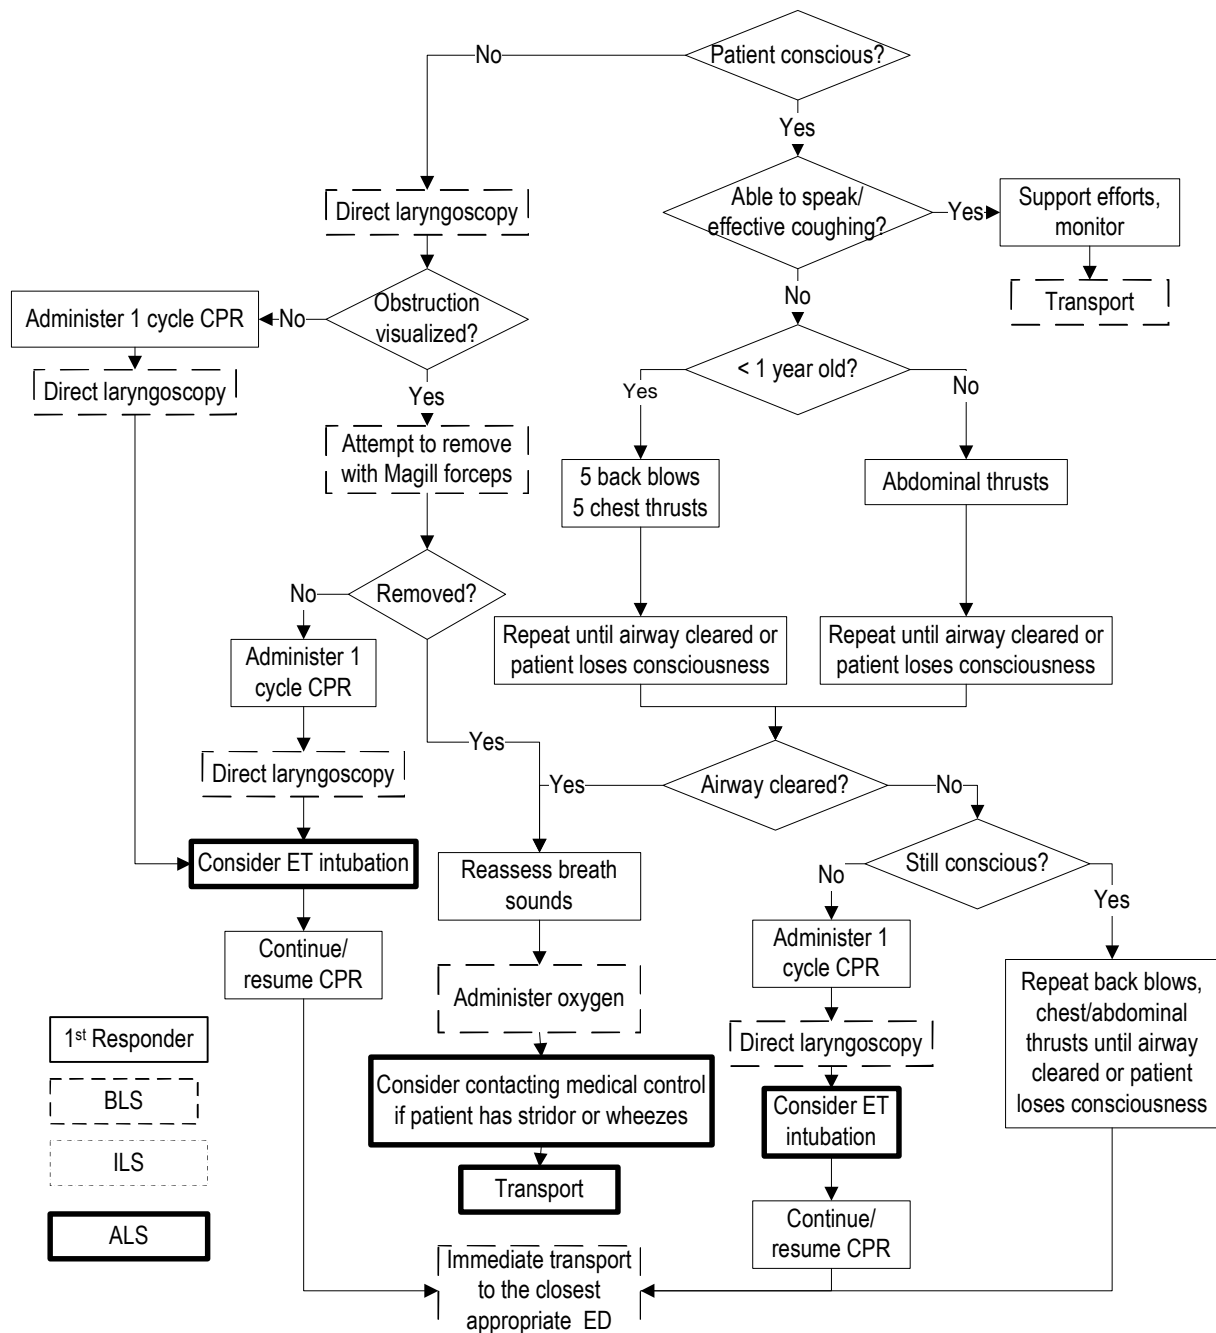 Patient conscious?
No
Yes
Able to speak/
effective coughing?
Yes
Support efforts,
monitor
Transport
No
Direct laryngoscopy
Obstruction
visualized?
No
Administer 1 cycle CPR
Direct laryngoscopy
Yes
Attempt to remove
with Magill forceps
< 1 year old?
Yes
No
5 back blows
5 chest thrusts
Abdominal thrusts
Removed?
No
Administer 1
cycle CPR
Repeat until airway cleared or
patient loses consciousness
Repeat until airway cleared or
patient loses consciousness
Direct laryngoscopy
Yes
Yes
Airway cleared?
No
Consider ET intubation
Reassess breath
sounds
Still conscious?
No
Yes
Continue/
resume CPR
Administer oxygen
Administer 1
cycle CPR
Direct laryngoscopy
Repeat back blows,
chest/abdominal
thrusts until airway
cleared or patient
loses consciousness
Consider contacting medical control
if patient has stridor or wheezes
Consider ET
intubation
Transport
Continue/
resume CPR
Immediate transport
to the closest
appropriate ED
1st Responder
BLS
ILS
ALS